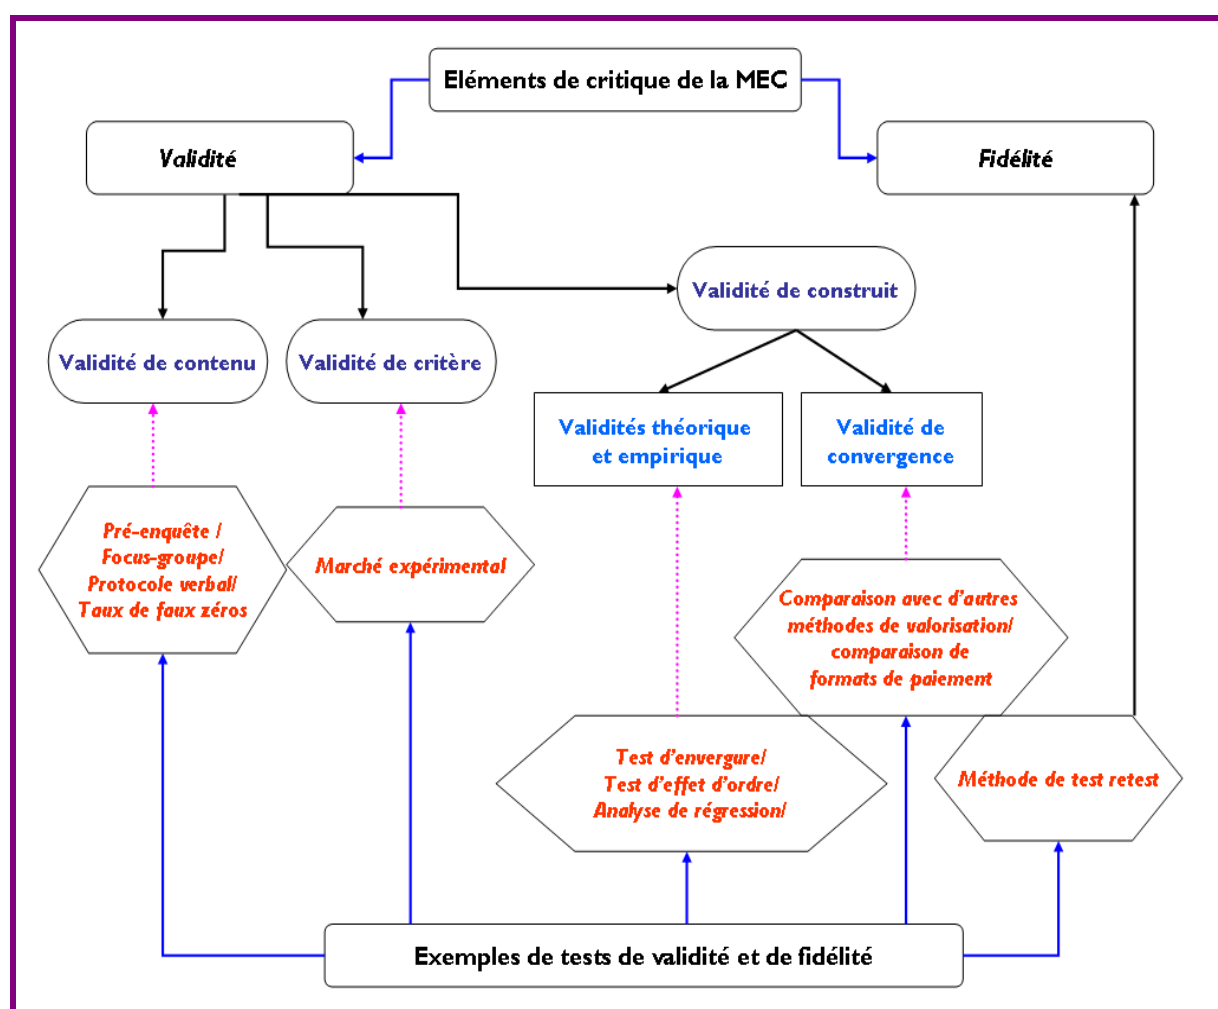 Eléments de critique de la MEC
Validité
Fidélité
Validité de construit
Validité de contenu
Validité de critère
Validités théorique
et empirique
Validité de
convergence
Pré-enquête /
Focus-groupe/
Protocole verbal/
Taux de faux zéros
Marché expérimental
Comparaison avec d'autres
méthodes de valorisation/
comparaison de
formats de paiement
Test d'envergure/
Test d'effet d'ordre/
Analyse de régression/
Méthode de test retest
Exemples de tests de validité et de fidélité